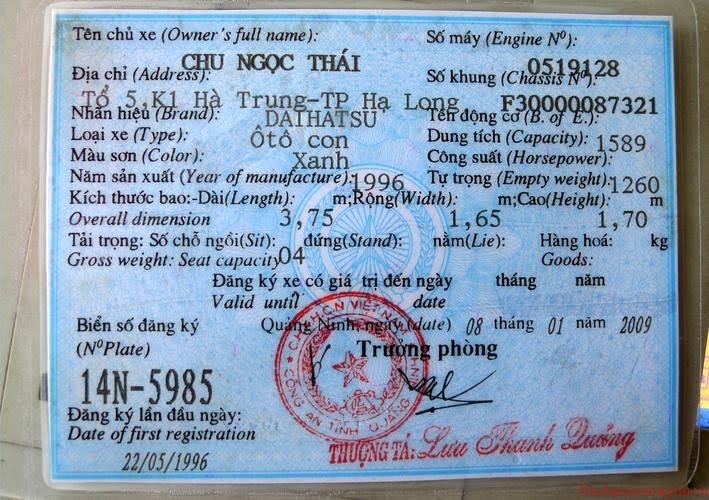 Tên chủ xe (Owner's full name): Số máy (Engine Nº):
CHU NGỌC THÁI 0519128
Địa chỉ (Address): Số khung (Chassis Nº):
Tổ 5,K1 Hà Trung-TP Hạ Long F30000087321
Nhãn hiệu (Brand): DAIHATSU Tên động cơ (B. of E.):
Loại xe (Type): Ôtô con Dung tích (Capacity): 1589
Màu sơn (Color): Xanh Công suất (Horsepower):
Năm sản xuất (Year of manufacture): 1996 Tự trọng (Empty weight): 1260
Kích thước bao:-Dài(Length): m;Rộng(Width): m;Cao(Height): m
Overall dimension 3,75 1,65 1,70
Tải trọng: Số chỗ ngồi(Sit): đứng(Stand): nằm(Lie): Hàng hoá: kg
Gross weight: Seat capacity 04 Goods:
Đăng ký xe có giá trị đến ngày tháng năm
Valid until date
Biển số đăng ký Quảng Ninh, ngày (date) 08 tháng 01 năm 2009
(NºPlate) Trưởng phòng
14N-5985
C.H.X.H.C.N VIỆT NAM
CÔNG AN TỈNH QUẢNG NINH
Đăng ký lần đầu ngày:
Date of first registration
22/05/1996
THƯỢNG TÁ: Lưu Thanh Quảng